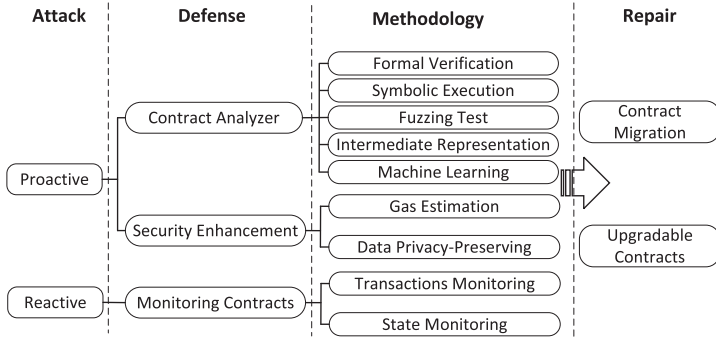 Attack
Defense
Methodology
Repair
Proactive
Contract Analyzer
Security Enhancement
Formal Verification
Symbolic Execution
Fuzzing Test
Intermediate Representation
Machine Learning
Gas Estimation
Data Privacy-Preserving
Reactive
Monitoring Contracts
Transactions Monitoring
State Monitoring
Contract
Migration
Upgradable
Contracts